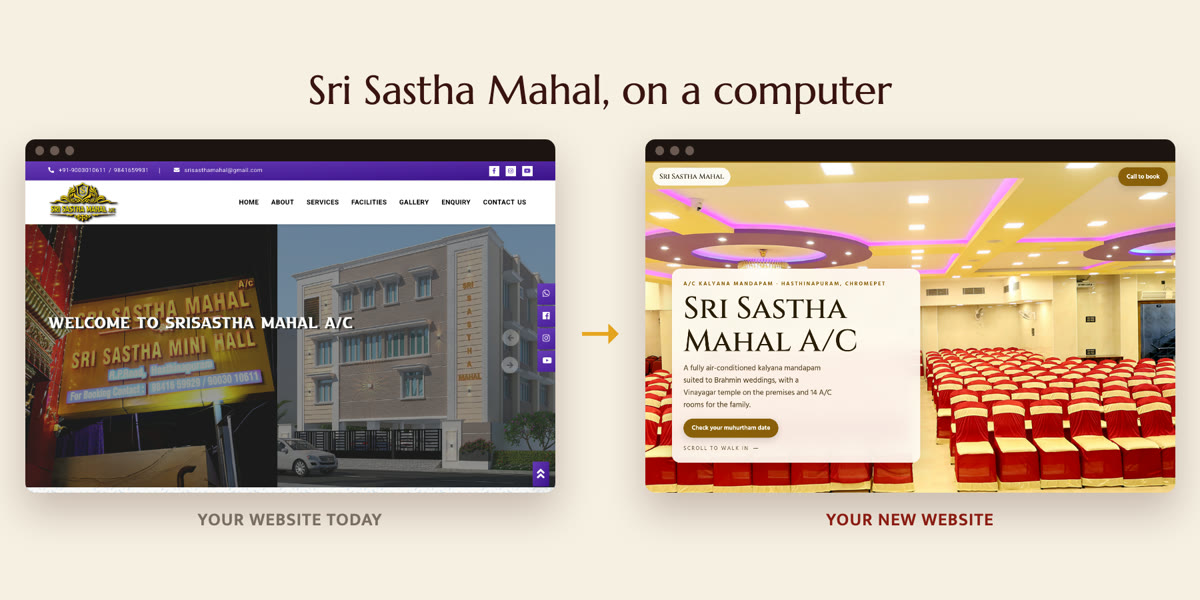 Sri Sastha Mahal, on a computer
+91-9003010611 / 9841659931 | srisasthamahal@gmail.com
SRI SASTHA MAHAL A/C
HOME ABOUT SERVICES FACILITIES GALLERY ENQUIRY CONTACT US
A/c
SASTHA MAHAL
SRI SASTHA MINI HALL
For Booking Contact:
WELCOME TO SRISASTHA MAHAL A/C
SRI SASTHA MAHAL
YOUR WEBSITE TODAY
SRI SASTHA MAHAL
Call to book
A/C KALYANA MANDAPAM · HASTHINAPURAM, CHROMEPET
SRI SASTHA
MAHAL A/C
A fully air-conditioned kalyana mandapam
suited to Brahmin weddings, with a
Vinayagar temple on the premises and 14 A/C
rooms for the family.
Check your muhurtham date
SCROLL TO WALK IN —
YOUR NEW WEBSITE